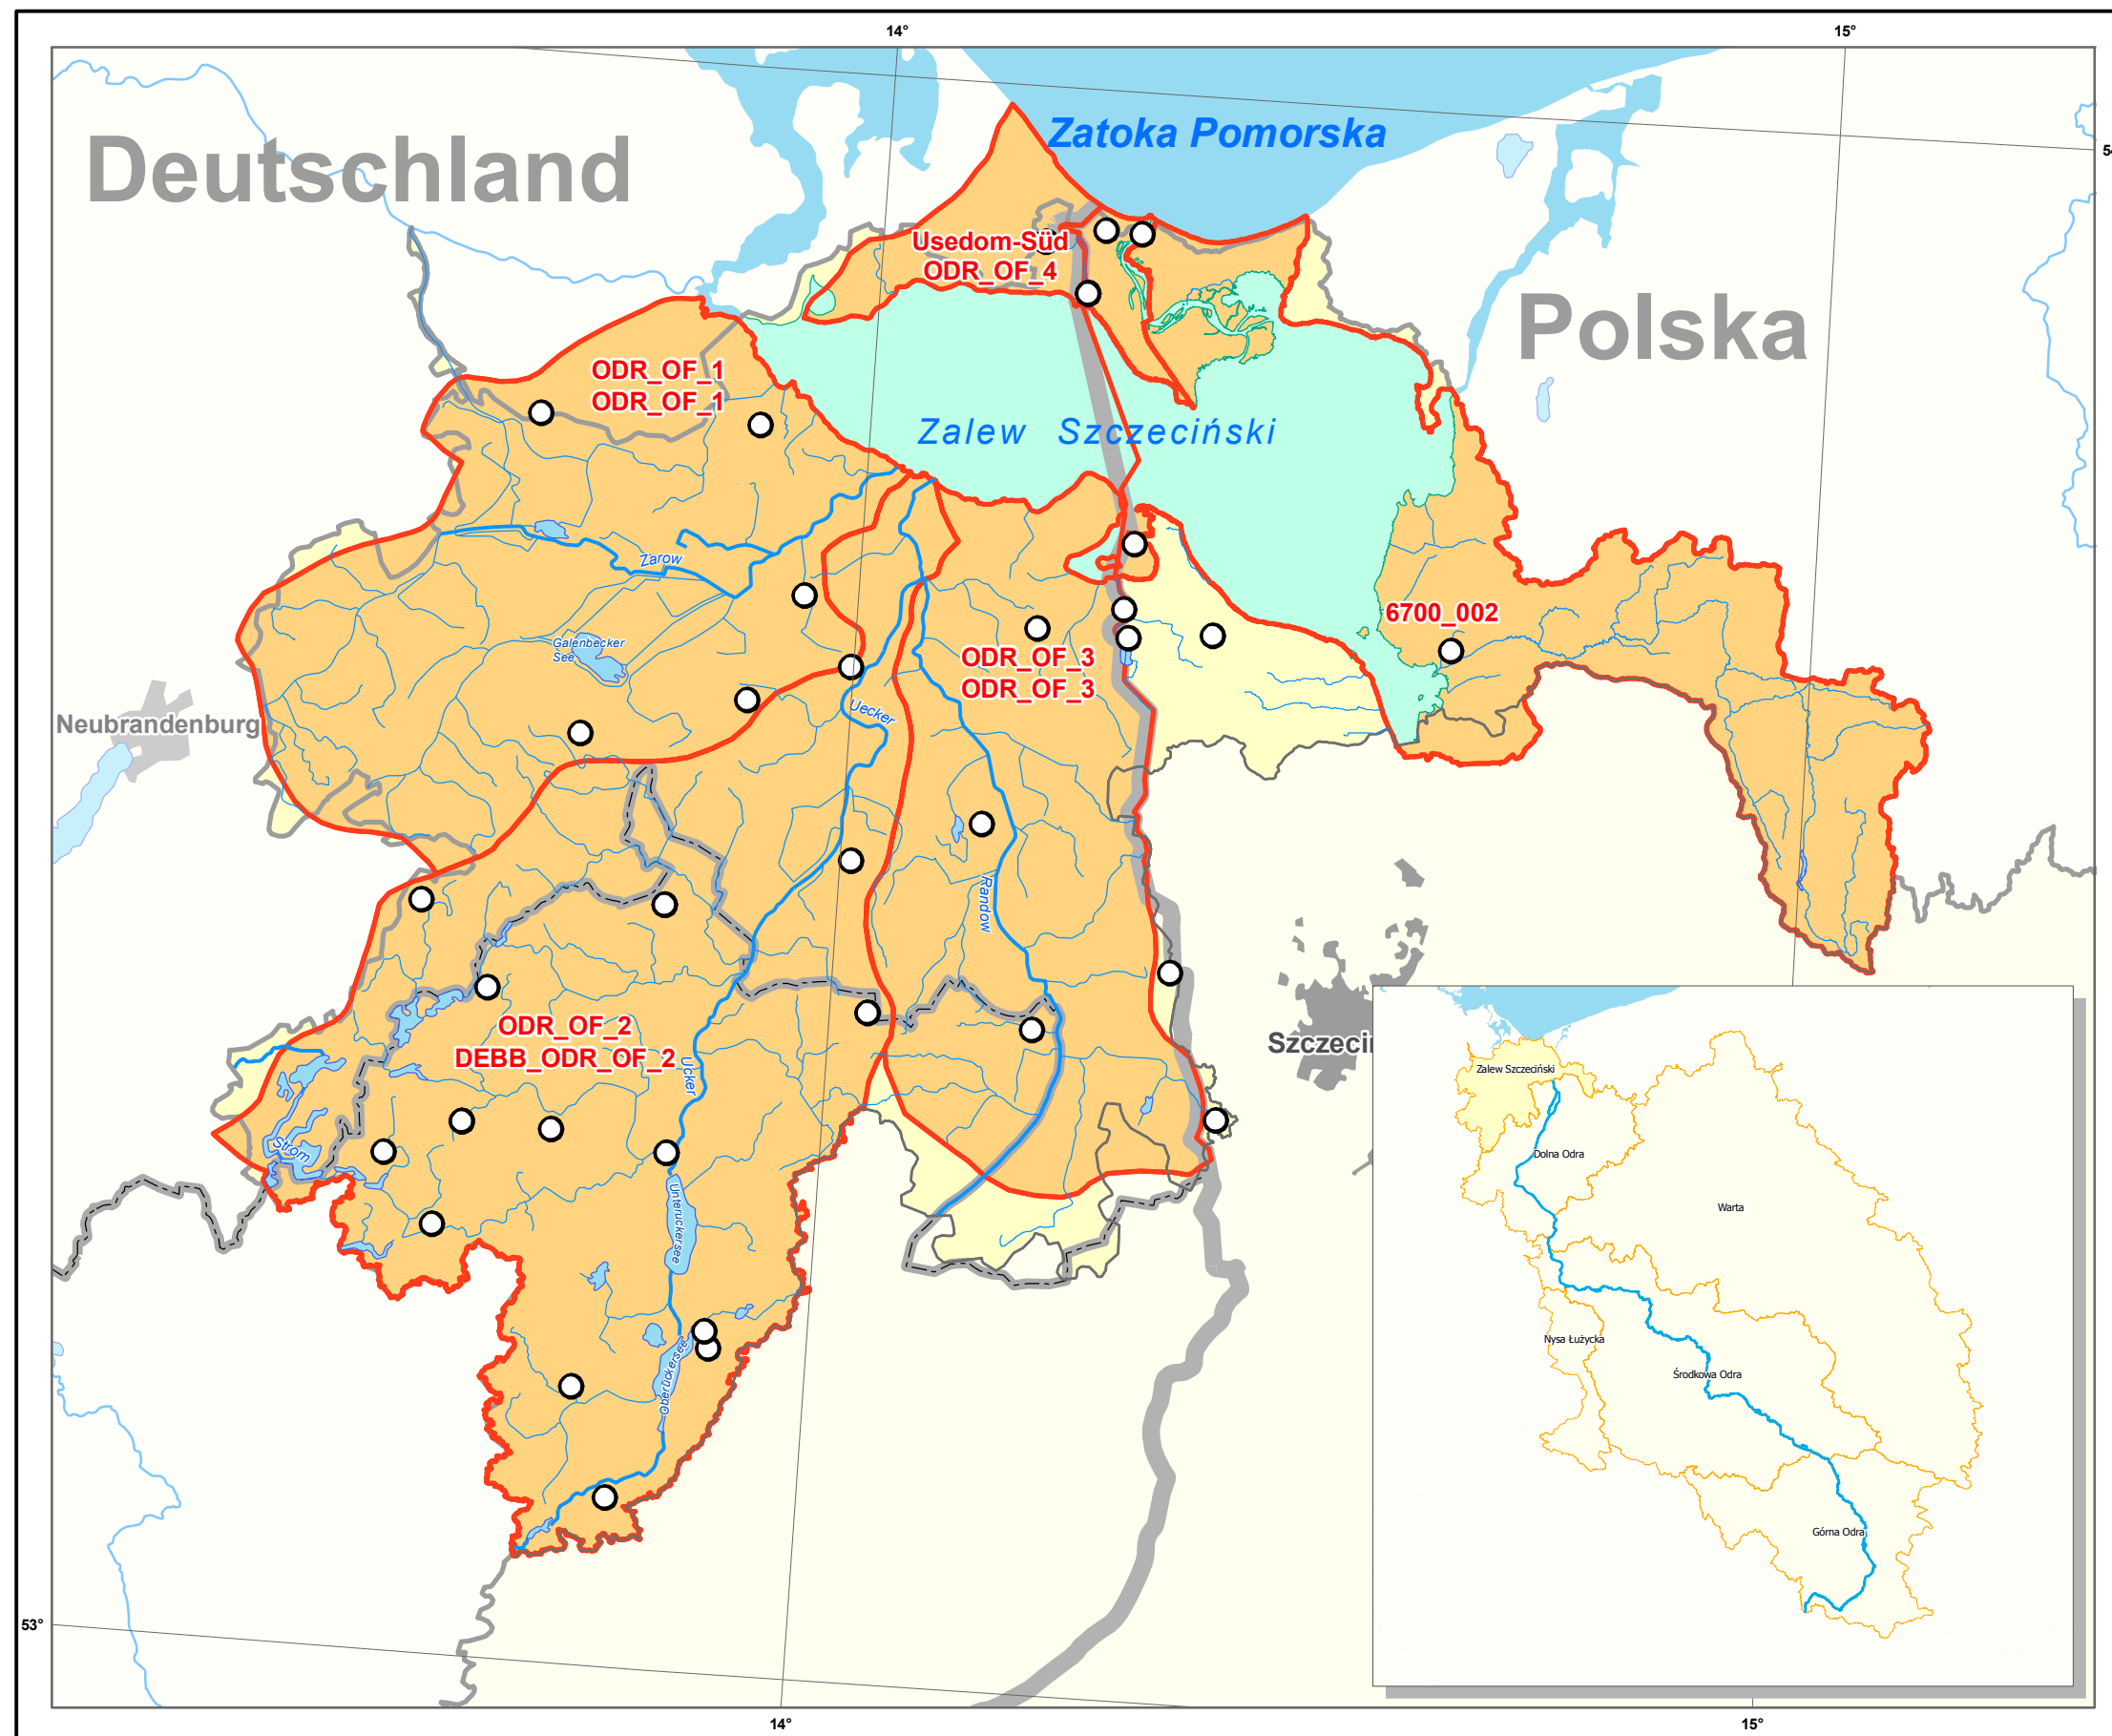 14°
15°
Zatoka Pomorska
Deutschland
Usedom-Süd
ODR_OF_4
Polska
ODR_OF_1
ODR_OF_1
Zalew Szczeciński
Zarow
6700_002
Galenbecker
See
ODR_OF_3
ODR_OF_3
Uecker
Neubrandenburg
Randow
ODR_OF_2
DEBB_ODR_OF_2
Ucker
Szczeci
Strom
Unteruckersee
Oberuckersee
Zalew Szczeciński
Dolna Odra
Warta
Nysa Łużycka
Środkowa Odra
Górna Odra
53°
14°
15°